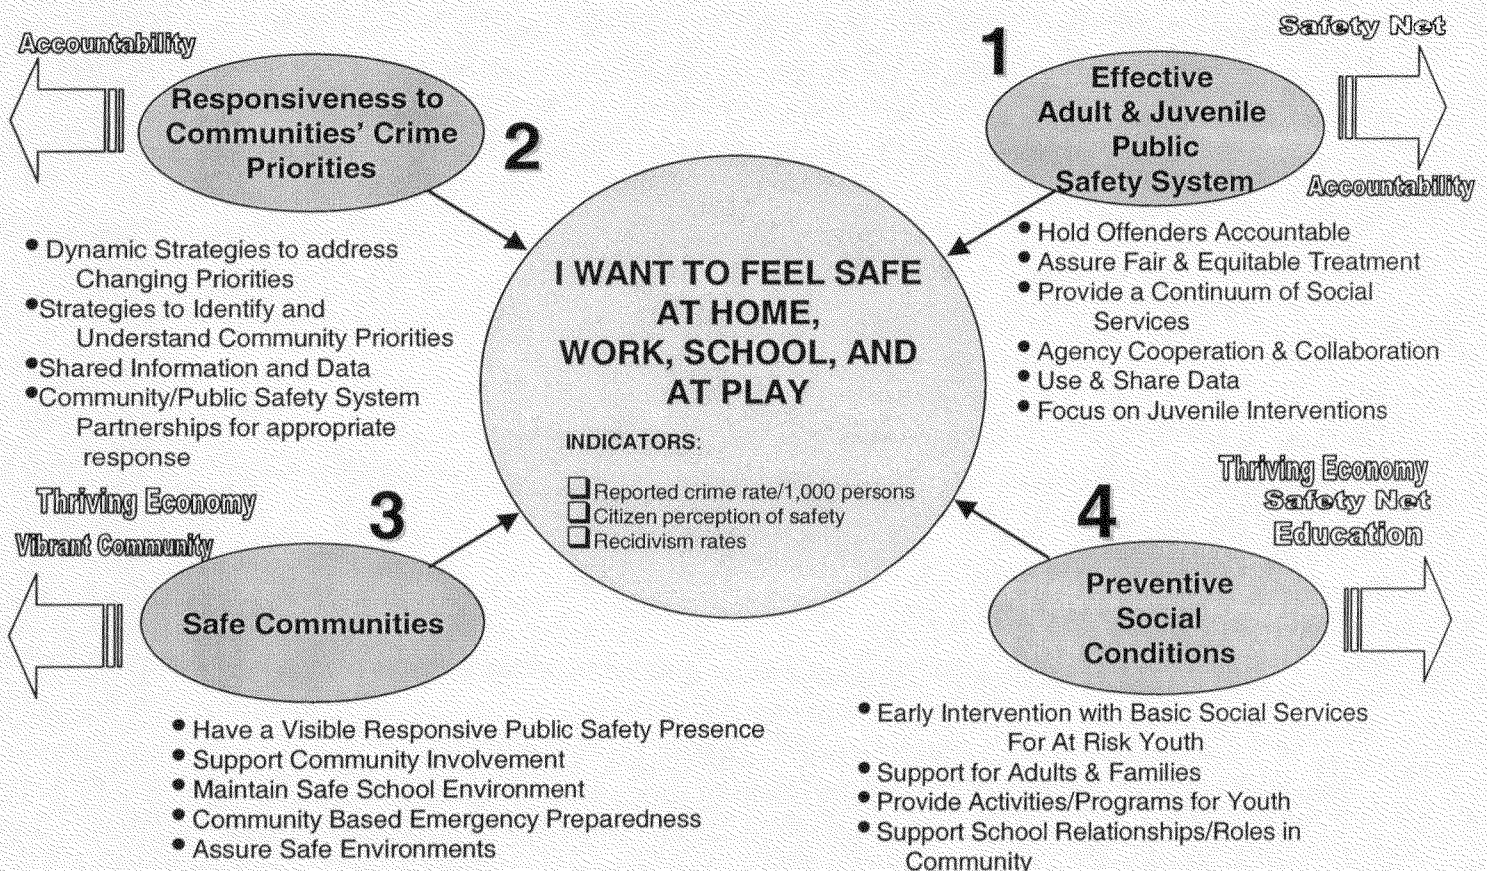 Accountability
2
Responsiveness to
Communities' Crime
Priorities
• Dynamic Strategies to address
Changing Priorities
•Strategies to Identify and
Understand Community Priorities
•Shared Information and Data
•Community/Public Safety System
Partnerships for appropriate
response
1
Safety Net
Effective
Adult & Juvenile
Public
Safety System
Accountability
• Hold Offenders Accountable
• Assure Fair & Equitable Treatment
• Provide a Continuum of Social
Services
• Agency Cooperation & Collaboration
• Use & Share Data
• Focus on Juvenile Interventions
I WANT TO FEEL SAFE
AT HOME,
WORK, SCHOOL, AND
AT PLAY
INDICATORS:
❑ Reported crime rate/1,000 persons
❑ Citizen perception of safety
❑ Recidivism rates
Thriving Economy
Vibrant Community
3
Safe Communities
• Have a Visible Responsive Public Safety Presence
• Support Community Involvement
• Maintain Safe School Environment
• Community Based Emergency Preparedness
• Assure Safe Environments
4
Thriving Economy
Safety Net
Education
Preventive
Social
Conditions
• Early Intervention with Basic Social Services
For At Risk Youth
• Support for Adults & Families
• Provide Activities/Programs for Youth
• Support School Relationships/Roles in
Community